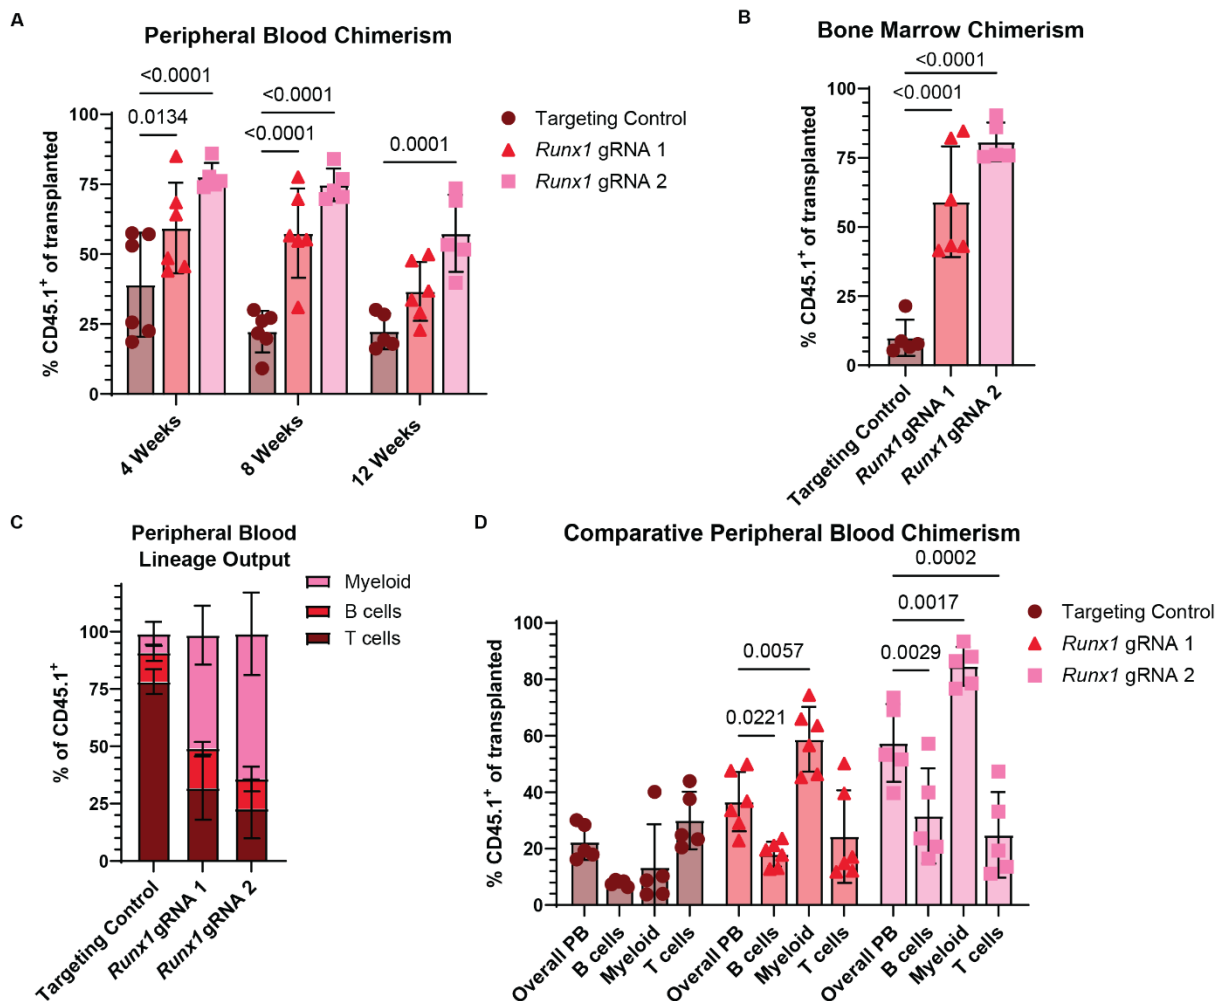 A
Peripheral Blood Chimerism
<0.0001
0.0134
<0.0001
<0.0001
0.0001
100
75
50
25
0
% CD45.1+ of transplanted
4 Weeks
8 Weeks
12 Weeks
Targeting Control
Runx1 gRNA 1
Runx1 gRNA 2
B
Bone Marrow Chimerism
<0.0001
<0.0001
100
75
50
25
0
% CD45.1+ of transplanted
Targeting Control
Runx1 gRNA 1
Runx1 gRNA 2
C
Peripheral Blood
Lineage Output
100
75
50
25
0
% of CD45.1+
Targeting Control
Runx1 gRNA 1
Runx1 gRNA 2
Myeloid
B cells
T cells
D
Comparative Peripheral Blood Chimerism
0.0002
0.0017
0.0029
0.0057
0.0221
100
80
60
40
20
0
% CD45.1+ of transplanted
Overall PB
B cells
Myeloid
T cells
Overall PB
B cells
Myeloid
T cells
Overall PB
B cells
Myeloid
T cells
Targeting Control
Runx1 gRNA 1
Runx1 gRNA 2